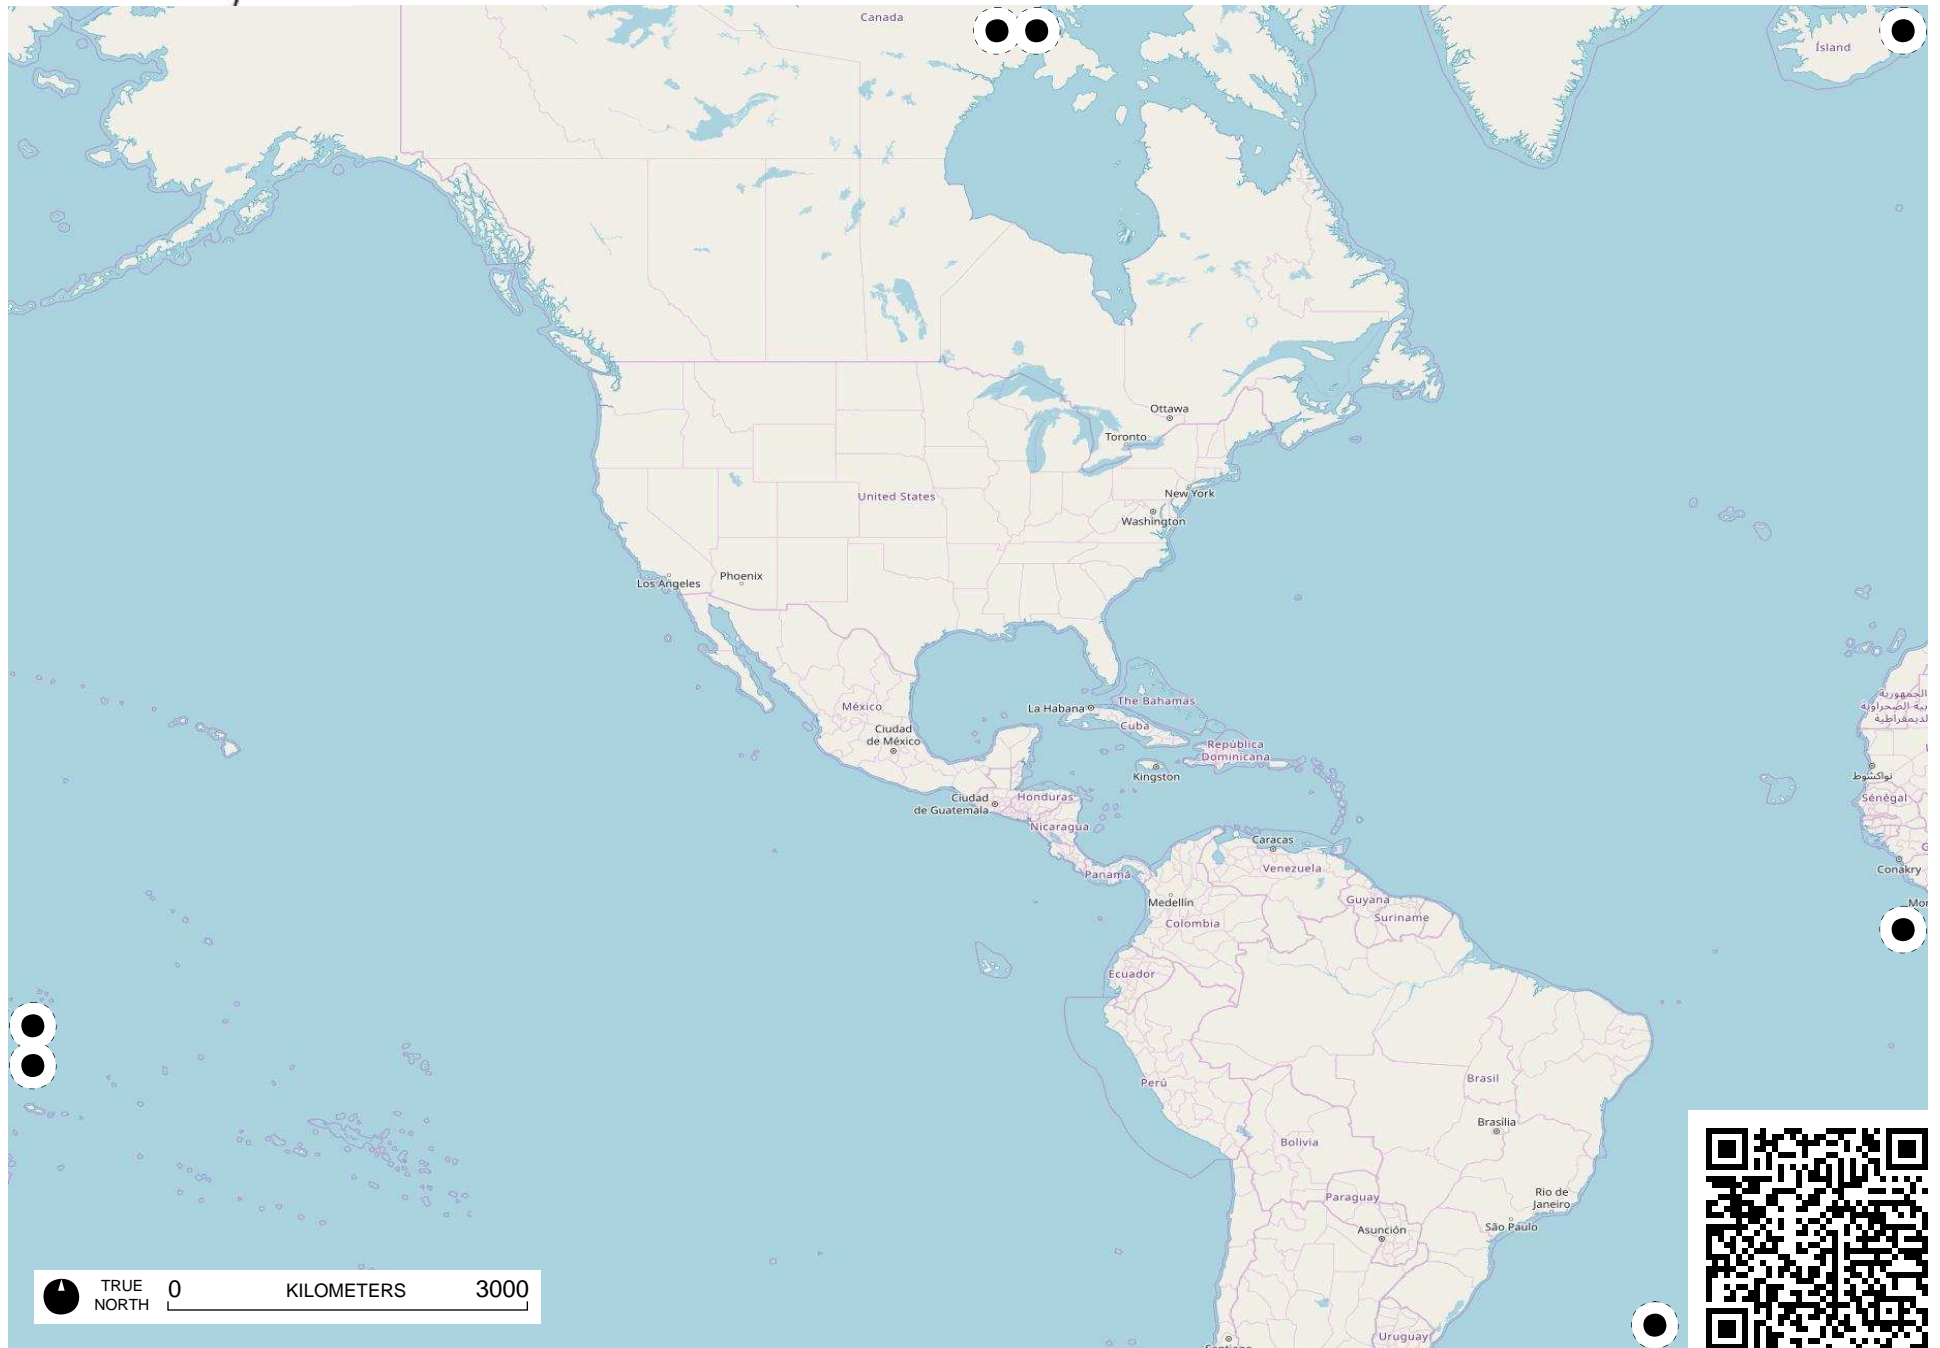 Canada
Ísland
Ottawa
Toronto
New York
United States
Washington
Los Angeles
Phoenix
México
Ciudad
de México
La Habana
The Bahamas
Cuba
República
Dominicana
Kingston
Ciudad
de Guatemala
Honduras
Nicaragua
Caracas
Panamá
Venezuela
Medellín
Colombia
Guyana
Suriname
Ecuador
نواكشوط
Sénégal
Conakry
Perú
Brasil
Brasília
Bolivia
Paraguay
Rio de
Janeiro
São Paulo
Asunción
Uruguay
TRUE
NORTH
0 KILOMETERS 3000